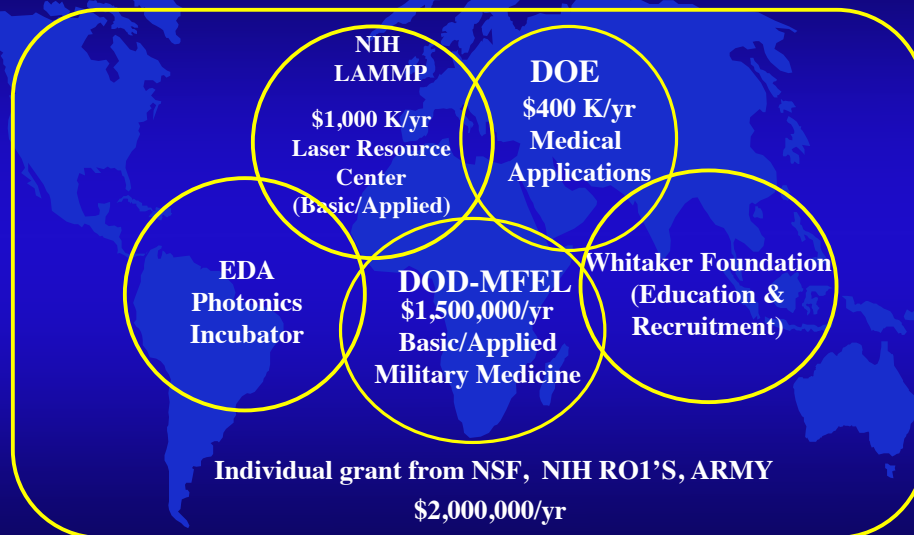 NIH
LAMMP
$1,000 K/yr
Laser Resource
Center
(Basic/Applied)
DOE
$400 K/yr
Medical
Applications
EDA
Photonics
Incubator
DOD-MFEL
$1,500,000/yr
Basic/Applied
Military Medicine
Whitaker Foundation
(Education &
Recruitment)
Individual grant from NSF, NIH RO1'S, ARMY
$2,000,000/yr